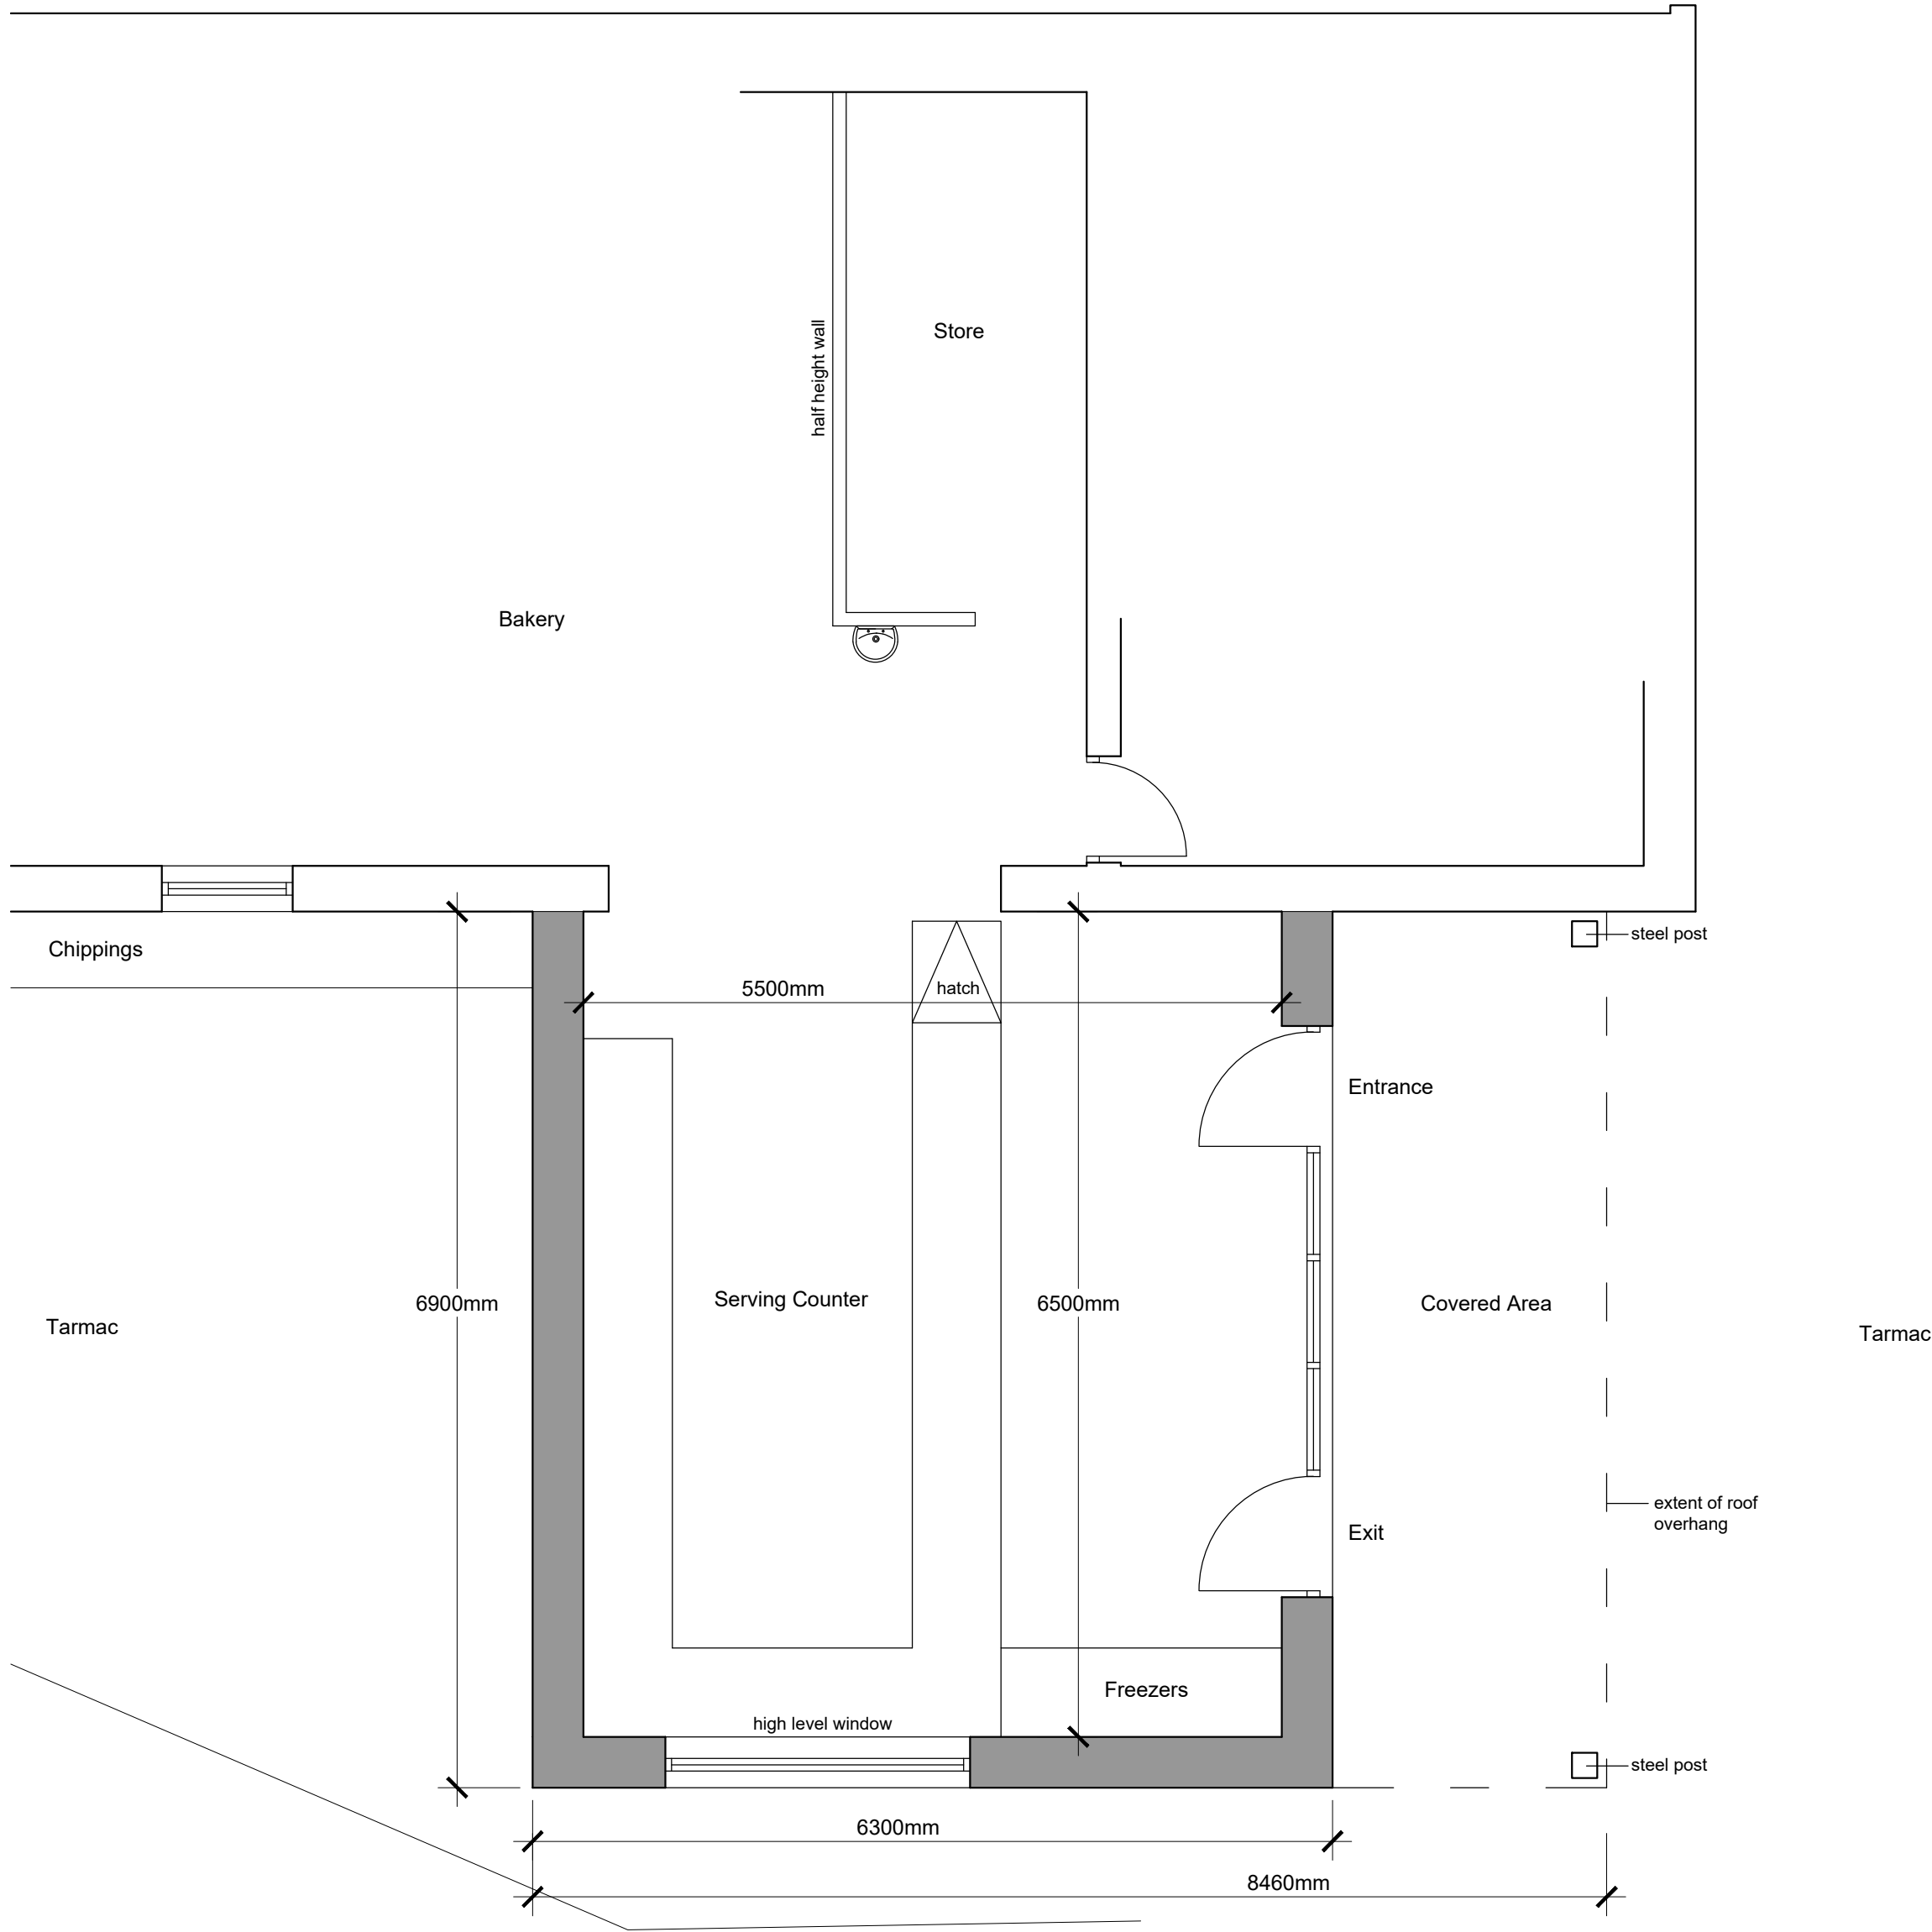 Store
half height wall
Bakery
Chippings
steel post
5500mm
hatch
Entrance
6900mm
Serving Counter
6500mm
Covered Area
Tarmac
Tarmac
extent of roof
overhang
Exit
Freezers
high level window
steel post
6300mm
8460mm